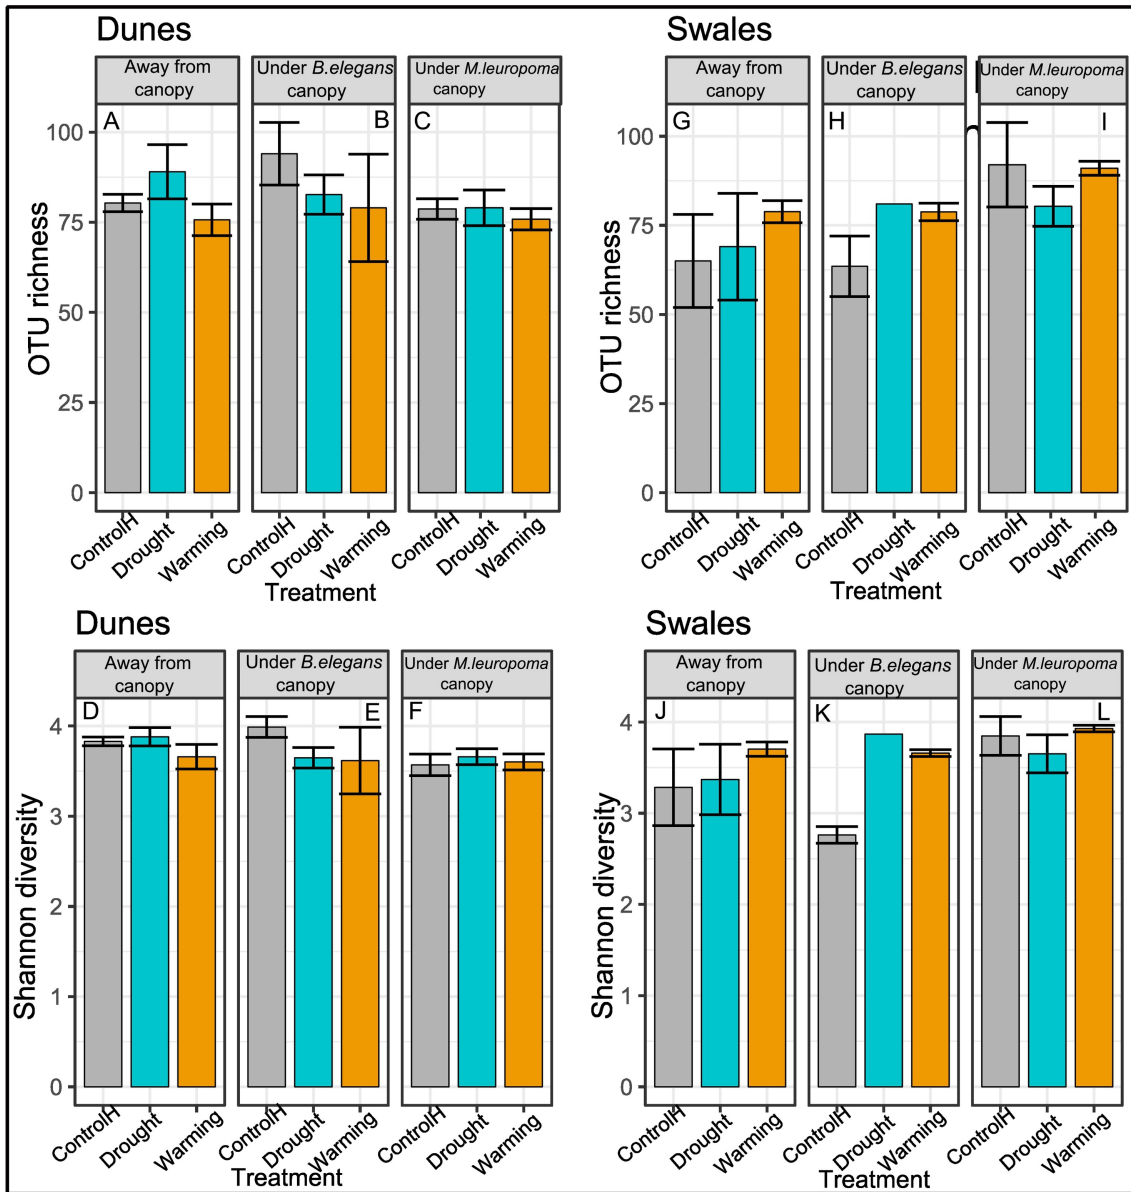 Dunes
Swales
Away from
canopy
Under B.elegans
canopy
Under M.leuropoma
canopy
Away from
canopy
Under B.elegans
canopy
Under M.leuropoma
canopy
A
B
C
G
H
I
OTU richness
100
75
50
25
0
OTU richness
100
75
50
25
0
ControlH
Drought
Warming
ControlH
Drought
Warming
ControlH
Drought
Warming
Treatment
ControlH
Drought
Warming
ControlH
Drought
Warming
ControlH
Drought
Warming
Treatment
Dunes
Swales
Away from
canopy
Under B.elegans
canopy
Under M.leuropoma
canopy
Away from
canopy
Under B.elegans
canopy
Under M.leuropoma
canopy
D
E
F
J
K
L
Shannon diversity
4
3
2
1
0
Shannon diversity
4
3
2
1
0
ControlH
Drought
Warming
ControlH
Drought
Warming
ControlH
Drought
Warming
Treatment
ControlH
Drought
Warming
ControlH
Drought
Warming
ControlH
Drought
Warming
Treatment